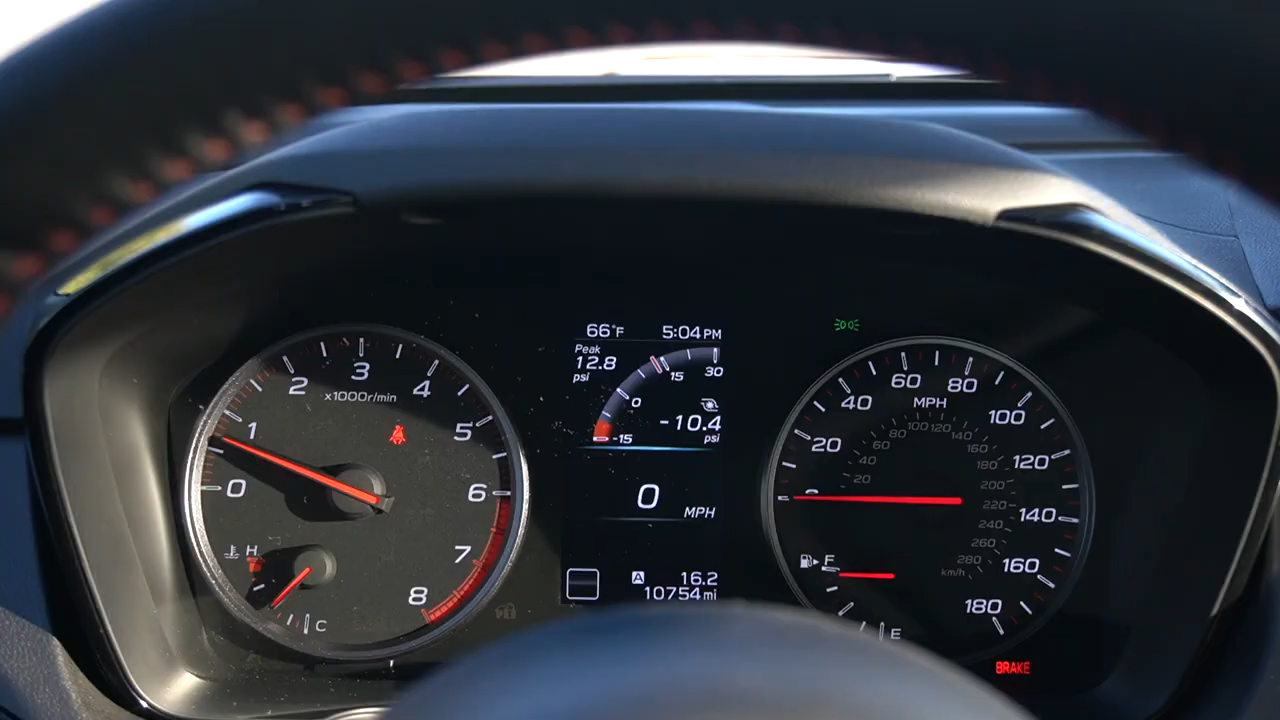 66°F 5:04PM
Peak
12.8
psi
15
30
0
-15
-10.4
psi
0 MPH
A 16.2
10754mi
0
1
2
3
4
5
6
7
8
x1000r/min
H
C
20
40
60
80
100
120
140
160
180
MPH
20
40
60
80
100
120
140
160
180
200
220
240
260
280
km/h
F
E
BRAKE